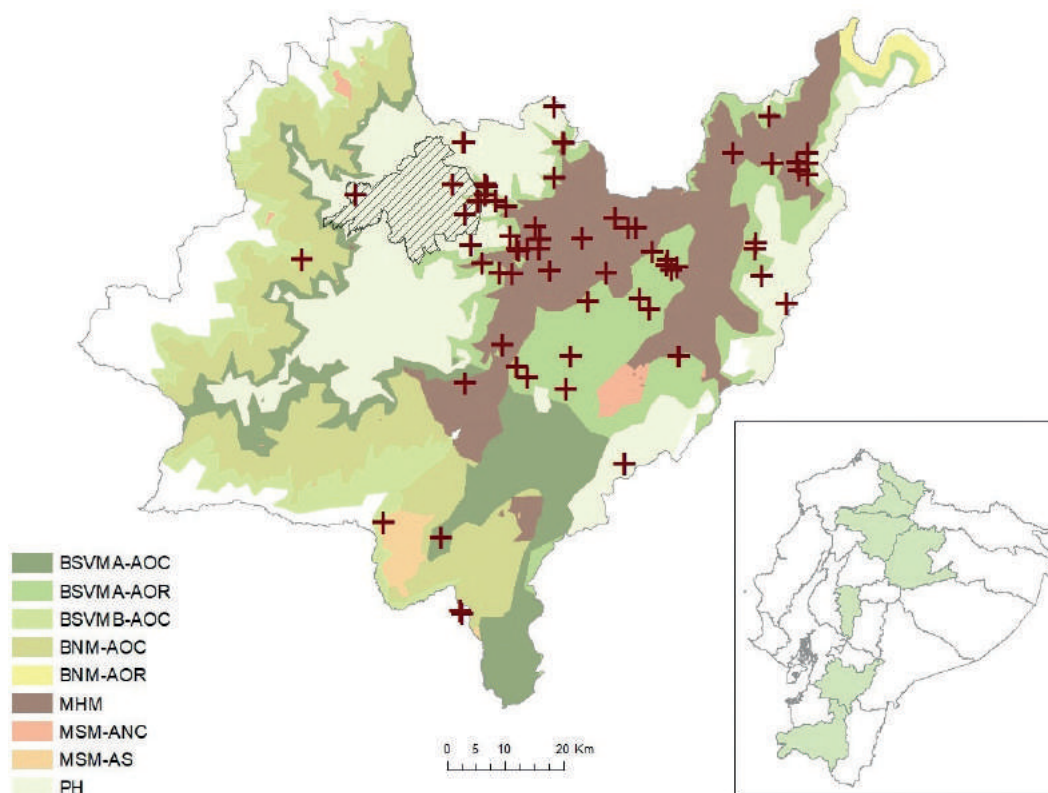 BSVMA-AOC
BSVMA-AOR
BSVMB-AOC
BNM-AOC
BNM-AOR
MHM
MSM-ANC
MSM-AS
PH
0 5 10 20 Km